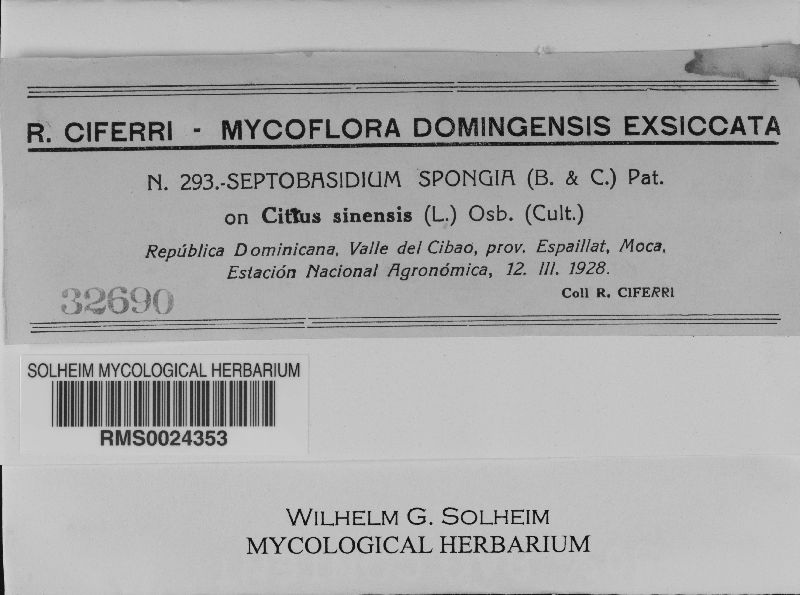 R. CIFERRI - MYCOFLORA DOMINGENSIS EXSICCATA
N. 293.-SEPTOBASIDIUM SPONGIA (B. & C.) Pat.
on Cittus sinensis (L.) Osb. (Cult.)
República Dominicana, Valle del Cibao, prov. Espaillat, Moca,
Estación Nacional Agronómica, 12. III. 1928.
Coll R. CIFERRI
32690
SOLHEIM MYCOLOGICAL HERBARIUM
RMS0024353
WILHELM G. SOLHEIM
MYCOLOGICAL HERBARIUM